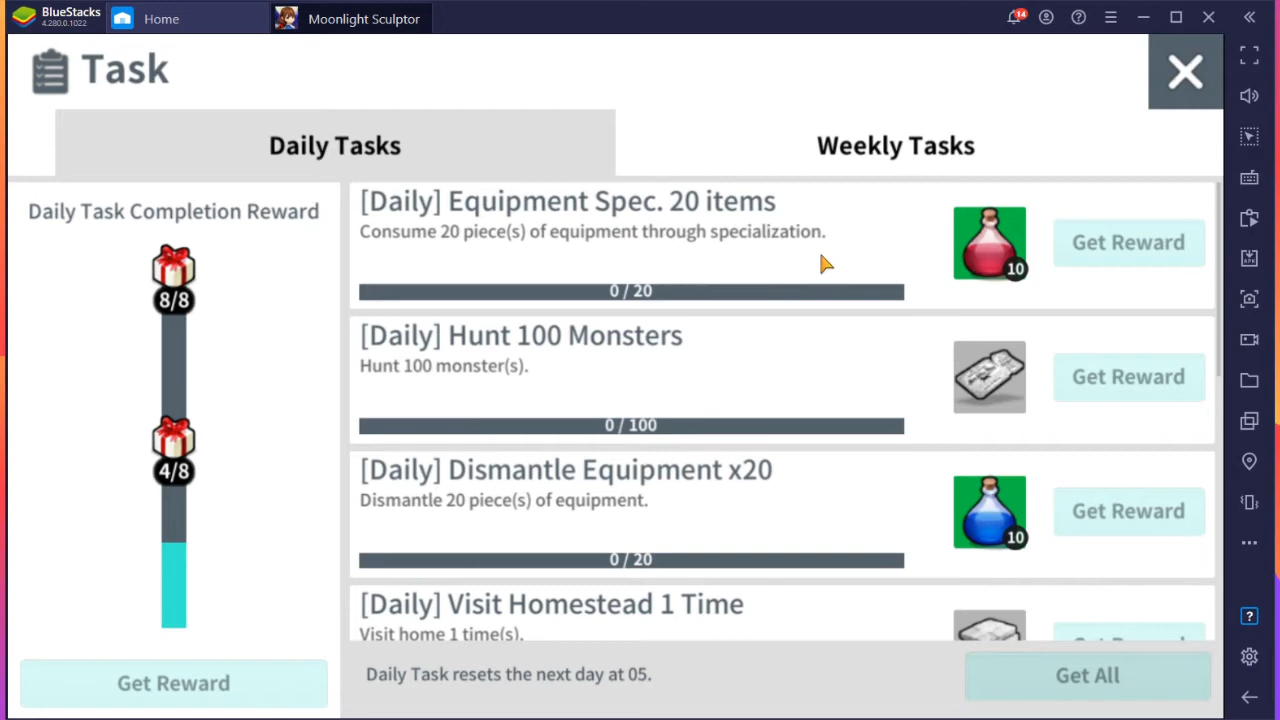 BlueStacks
4.280.0.1022
Home
Moonlight Sculptor
14
Task
Daily Tasks
Weekly Tasks
Daily Task Completion Reward
8/8
4/8
Get Reward
[Daily] Equipment Spec. 20 items
Consume 20 piece(s) of equipment through specialization.
0 / 20
10
Get Reward
[Daily] Hunt 100 Monsters
Hunt 100 monster(s).
0 / 100
Get Reward
[Daily] Dismantle Equipment x20
Dismantle 20 piece(s) of equipment.
0 / 20
10
Get Reward
[Daily] Visit Homestead 1 Time
Visit home 1 time(s).
Daily Task resets the next day at 05.
Get All